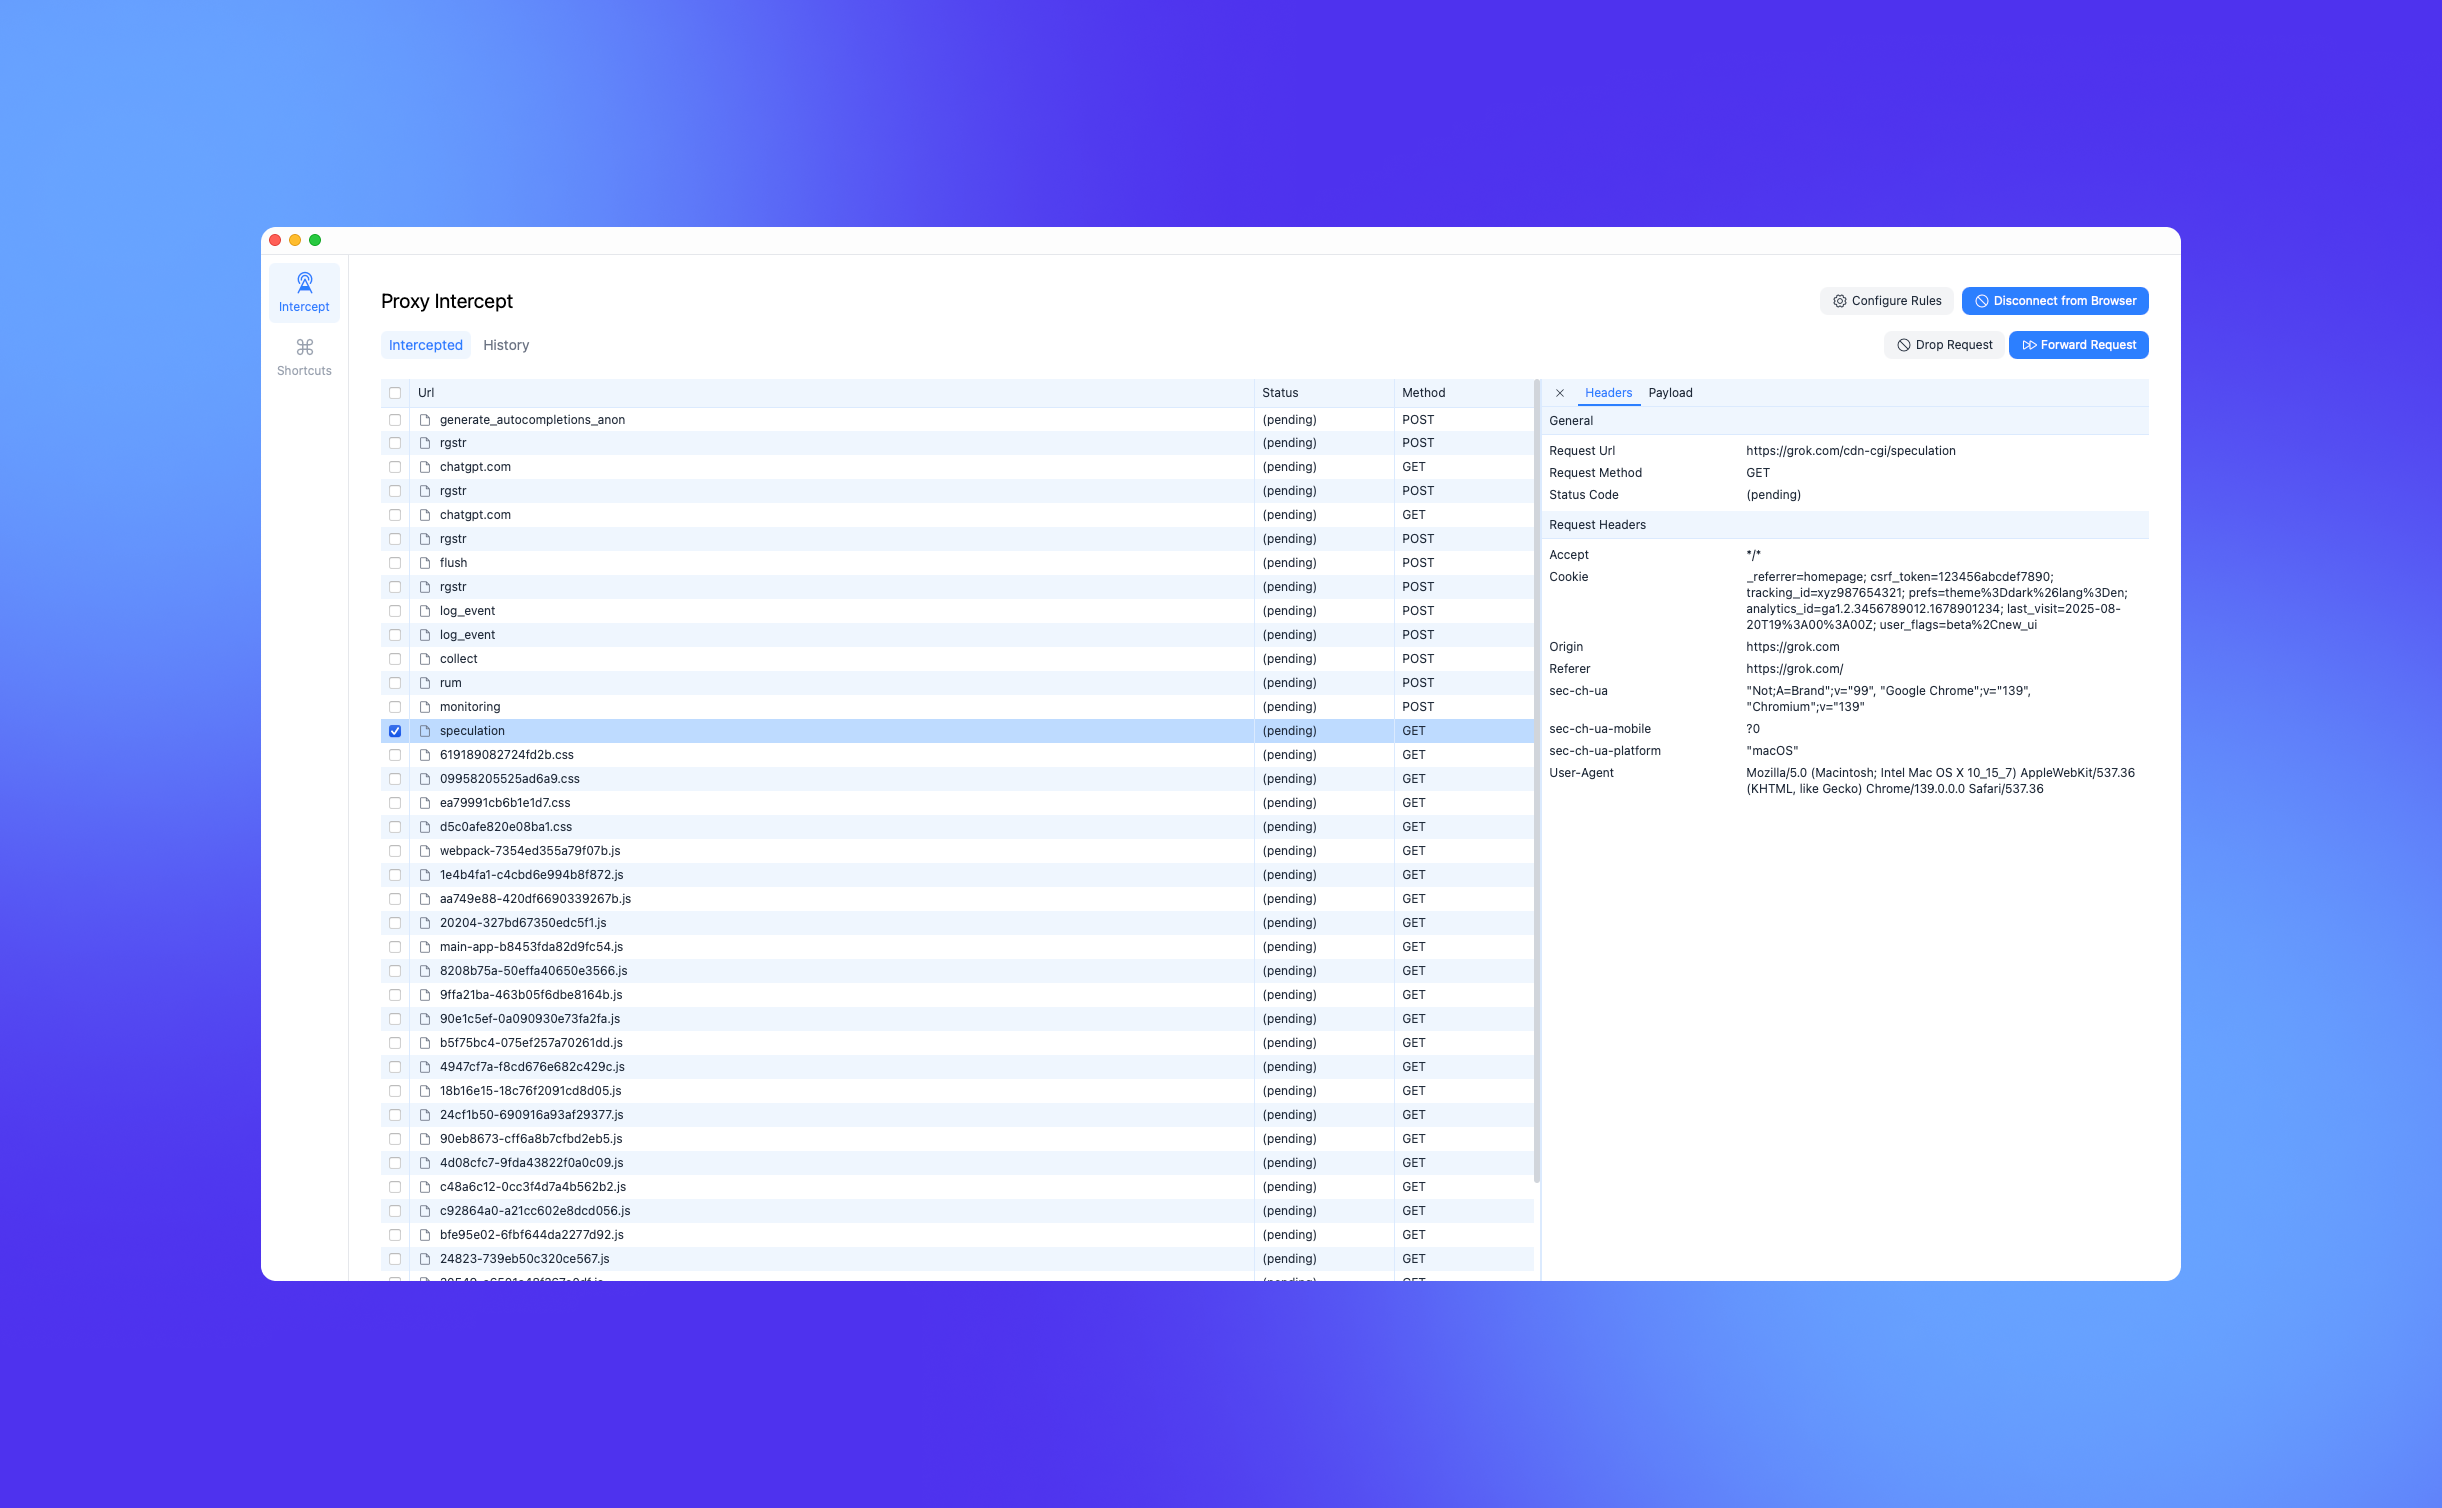 Intercept
Shortcuts
Proxy Intercept
Configure Rules
Disconnect from Browser
Intercepted History
Drop Request
Forward Request
Url Status Method
generate_autocompletions_anon (pending) POST
rgstr (pending) POST
chatgpt.com (pending) GET
rgstr (pending) POST
chatgpt.com (pending) GET
rgstr (pending) POST
flush (pending) POST
rgstr (pending) POST
log_event (pending) POST
log_event (pending) POST
collect (pending) POST
rum (pending) POST
monitoring (pending) POST
speculation (pending) GET
619189082724fd2b.css (pending) GET
09958205525ad6a9.css (pending) GET
ea79991cb6b1e1d7.css (pending) GET
d5c0afe820e08ba1.css (pending) GET
webpack-7354ed355a79f07b.js (pending) GET
1e4b4fa1-c4cbd6e994b8f872.js (pending) GET
aa749e88-420df6690339267b.js (pending) GET
20204-327bd67350edc5f1.js (pending) GET
main-app-b8453fda82d9fc54.js (pending) GET
8208b75a-50effa40650e3566.js (pending) GET
9ffa21ba-463b05f6dbe8164b.js (pending) GET
90e1c5ef-0a090930e73fa2fa.js (pending) GET
b5f75bc4-075ef257a70261dd.js (pending) GET
4947cf7a-f8cd676e682c429c.js (pending) GET
18b16e15-18c76f2091cd8d05.js (pending) GET
24cf1b50-690916a93af29377.js (pending) GET
90eb8673-cff6a8b7cfbd2eb5.js (pending) GET
4d08cfc7-9fda43822f0a0c09.js (pending) GET
c48a6c12-0cc3f4d7a4b562b2.js (pending) GET
c92864a0-a21cc602e8dcd056.js (pending) GET
bfe95e02-6fbf644da2277d92.js (pending) GET
24823-739eb50c320ce567.js (pending) GET
Headers Payload
General
Request Url https://grok.com/cdn-cgi/speculation
Request Method GET
Status Code (pending)
Request Headers
Accept */*
Cookie _referrer=homepage; csrf_token=123456abcdef7890;
tracking_id=xyz987654321; prefs=theme%3Ddark%26lang%3Den;
analytics_id=ga1.2.3456789012.1678901234; last_visit=2025-08-
20T19%3A00%3A00Z; user_flags=beta%2Cnew_ui
Origin https://grok.com
Referer https://grok.com/
sec-ch-ua "Not;A=Brand";v="99", "Google Chrome";v="139",
"Chromium";v="139"
sec-ch-ua-mobile ?0
sec-ch-ua-platform "macOS"
User-Agent Mozilla/5.0 (Macintosh; Intel Mac OS X 10_15_7) AppleWebKit/537.36
(KHTML, like Gecko) Chrome/139.0.0.0 Safari/537.36